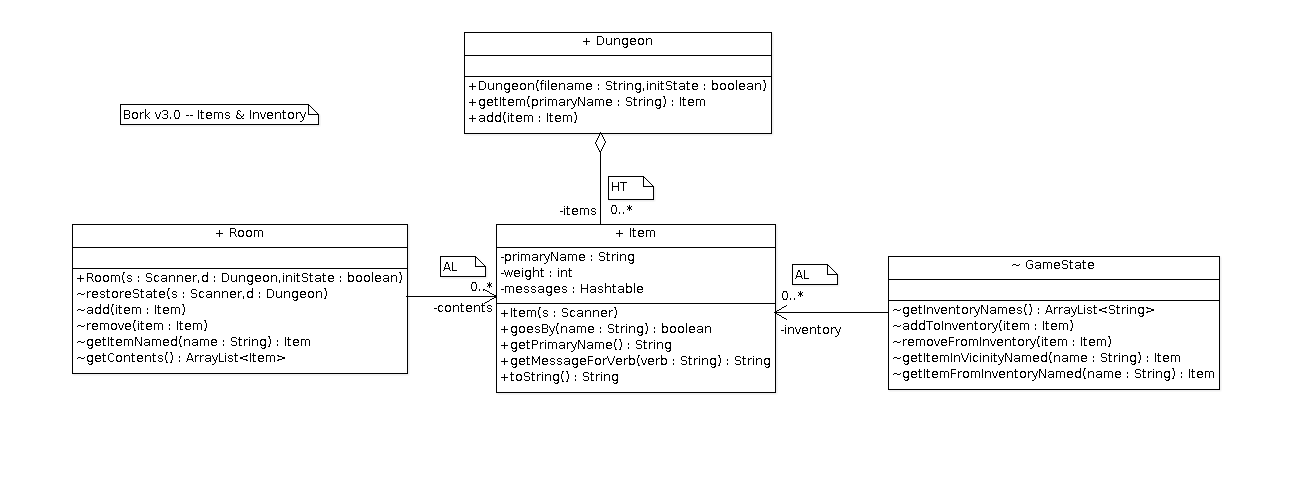 + Dungeon
+Dungeon(filename : String,initState : boolean)
+getItem(primaryName : String) : Item
+add(item : Item)
Bork v3.0 -- Items & Inventory
HT
-items
0..*
+ Room
+Room(s : Scanner,d : Dungeon,initState : boolean)
~restoreState(s : Scanner,d : Dungeon)
~add(item : Item)
~remove(item : Item)
~getItemNamed(name : String) : Item
~getContents() : ArrayList<Item>
AL
0..*
-contents
+ Item
-primaryName : String
-weight : int
-messages : Hashtable
+Item(s : Scanner)
+goesBy(name : String) : boolean
+getPrimaryName() : String
+getMessageForVerb(verb : String) : String
+toString() : String
AL
0..*
-inventory
~ GameState
~getInventoryNames() : ArrayList<String>
~addToInventory(item : Item)
~removeFromInventory(item : Item)
~getItemInVicinityNamed(name : String) : Item
~getItemFromInventoryNamed(name : String) : Item